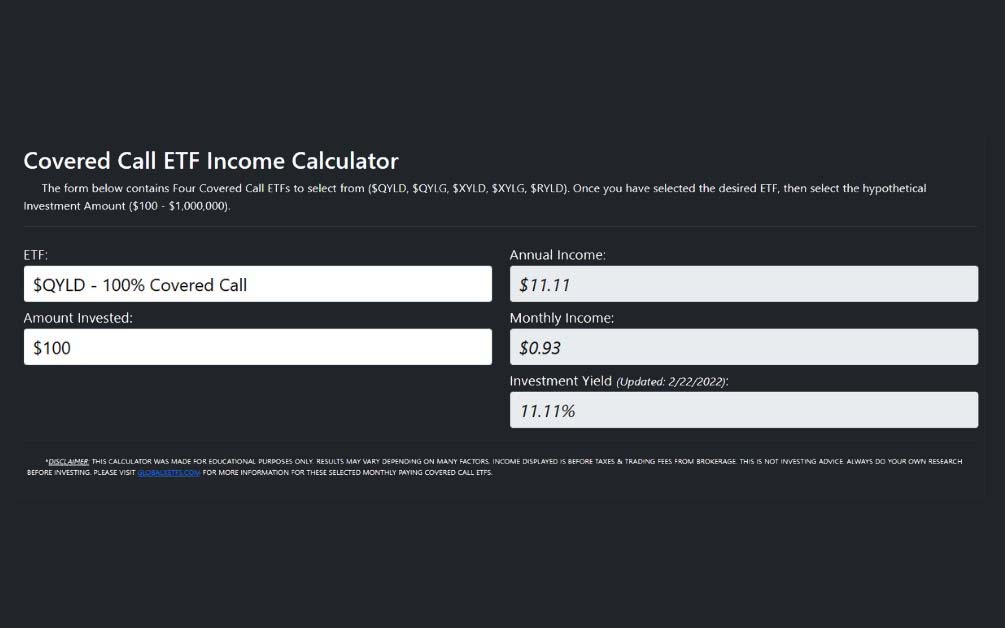 Covered Call ETF Income Calculator
The form below contains Four Covered Call ETFs to select from ($QYLD, $QYLG, $XYLD, $XYLG, $RYLD). Once you have selected the desired ETF, then select the hypothetical
Investment Amount ($100 - $1,000,000).
ETF:
$QYLD - 100% Covered Call
Amount Invested:
$100
Annual Income:
$11.11
Monthly Income:
$0.93
Investment Yield (Updated: 2/22/2022):
11.11%
*DISCLAIMER: THIS CALCULATOR WAS MADE FOR EDUCATIONAL PURPOSES ONLY. RESULTS MAY VARY DEPENDING ON MANY FACTORS. INCOME DISPLAYED IS BEFORE TAXES & TRADING FEES FROM BROKERAGE. THIS IS NOT INVESTING ADVICE. ALWAYS DO YOUR OWN RESEARCH
BEFORE INVESTING. PLEASE VISIT GLOBALXETFS.COM FOR MORE INFORMATION FOR THESE SELECTED MONTHLY PAYING COVERED CALL ETFS.